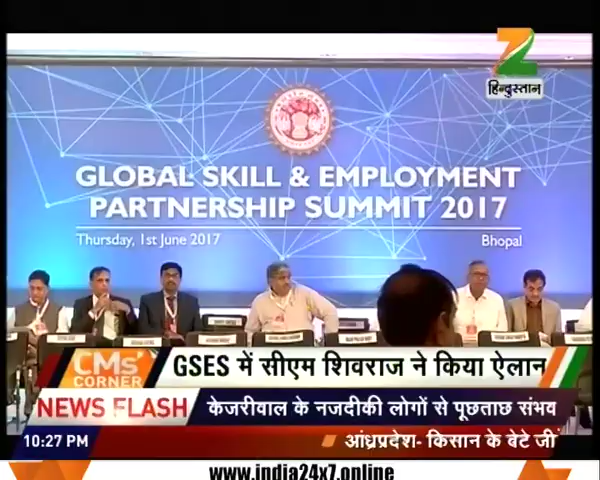 Z
हिन्दुस्तान
GLOBAL SKILL & EMPLOYMENT
PARTNERSHIP SUMMIT 2017
Thursday, 1st June 2017
Bhopal
CMs'
CORNER
GSES में सीएम शिवराज ने किया ऐलान
NEWS FLASH
केजरीवाल के नजदीकी लोगों से पूछताछ संभव
10:27 PM
आंध्रप्रदेश- किसान के बेटे जी
www.india24x7.online